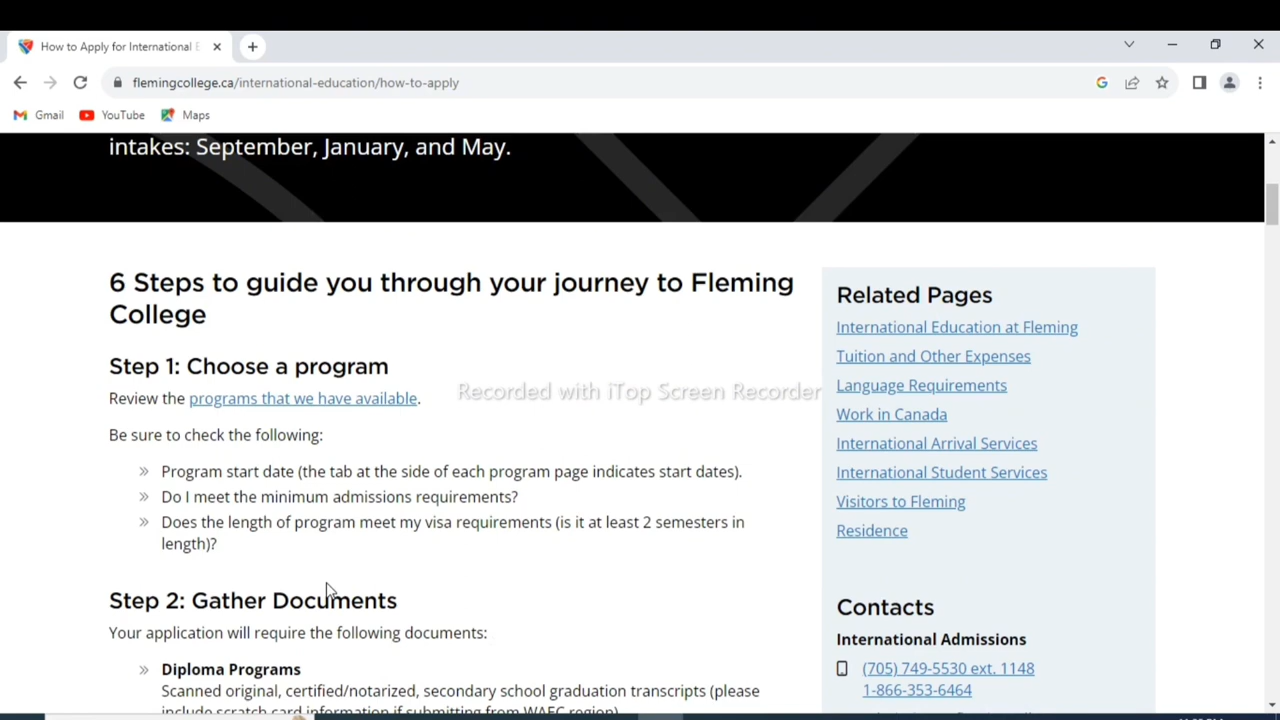 How to Apply for International E
flemingcollege.ca/international-education/how-to-apply
Gmail YouTube Maps
intakes: September, January, and May.
6 Steps to guide you through your journey to Fleming
College
Step 1: Choose a program
Review the programs that we have available.
Be sure to check the following:
» Program start date (the tab at the side of each program page indicates start dates).
» Do I meet the minimum admissions requirements?
» Does the length of program meet my visa requirements (is it at least 2 semesters in
length)?
Step 2: Gather Documents
Your application will require the following documents:
» Diploma Programs
Scanned original, certified/notarized, secondary school graduation transcripts (please
include scratch card information if submitting from WAEC region)
Recorded with iTop Screen Recorder
Related Pages
International Education at Fleming
Tuition and Other Expenses
Language Requirements
Work in Canada
International Arrival Services
International Student Services
Visitors to Fleming
Residence
Contacts
International Admissions
(705) 749-5530 ext. 1148
1-866-353-6464